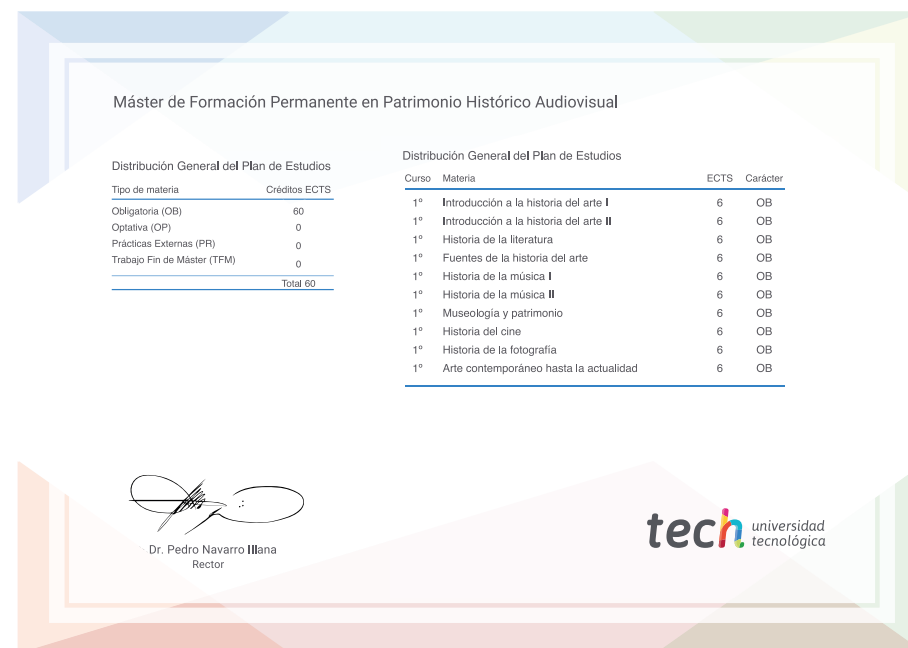 Máster de Formación Permanente en Patrimonio Histórico Audiovisual
Distribución General del Plan de Estudios
Tipo de materia Créditos ECTS
Obligatoria (OB) 60
Optativa (OP) 0
Prácticas Externas (PR) 0
Trabajo Fin de Máster (TFM) 0
Total 60
Distribución General del Plan de Estudios
Curso Materia ECTS Carácter
1º Introducción a la historia del arte I 6 OB
1º Introducción a la historia del arte II 6 OB
1º Historia de la literatura 6 OB
1º Fuentes de la historia del arte 6 OB
1º Historia de la música I 6 OB
1º Historia de la música II 6 OB
1º Museología y patrimonio 6 OB
1º Historia del cine 6 OB
1º Historia de la fotografía 6 OB
1º Arte contemporáneo hasta la actualidad 6 OB
Dr. Pedro Navarro Illana
Rector
tech universidad
tecnológica